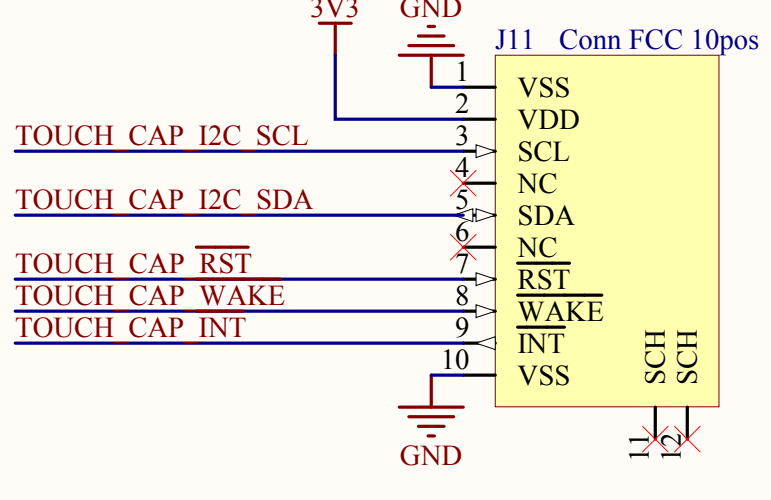 3V3 GND
J11 Conn FCC 10pos
1 VSS
2 VDD
TOUCH_CAP_I2C_SCL 3 SCL
4 NC
TOUCH_CAP_I2C_SDA 5 SDA
6 NC
TOUCH_CAP_RST 7 RST
TOUCH_CAP_WAKE 8 WAKE
TOUCH_CAP_INT 9 INT
10 VSS
SCH SCH
11 12
GND